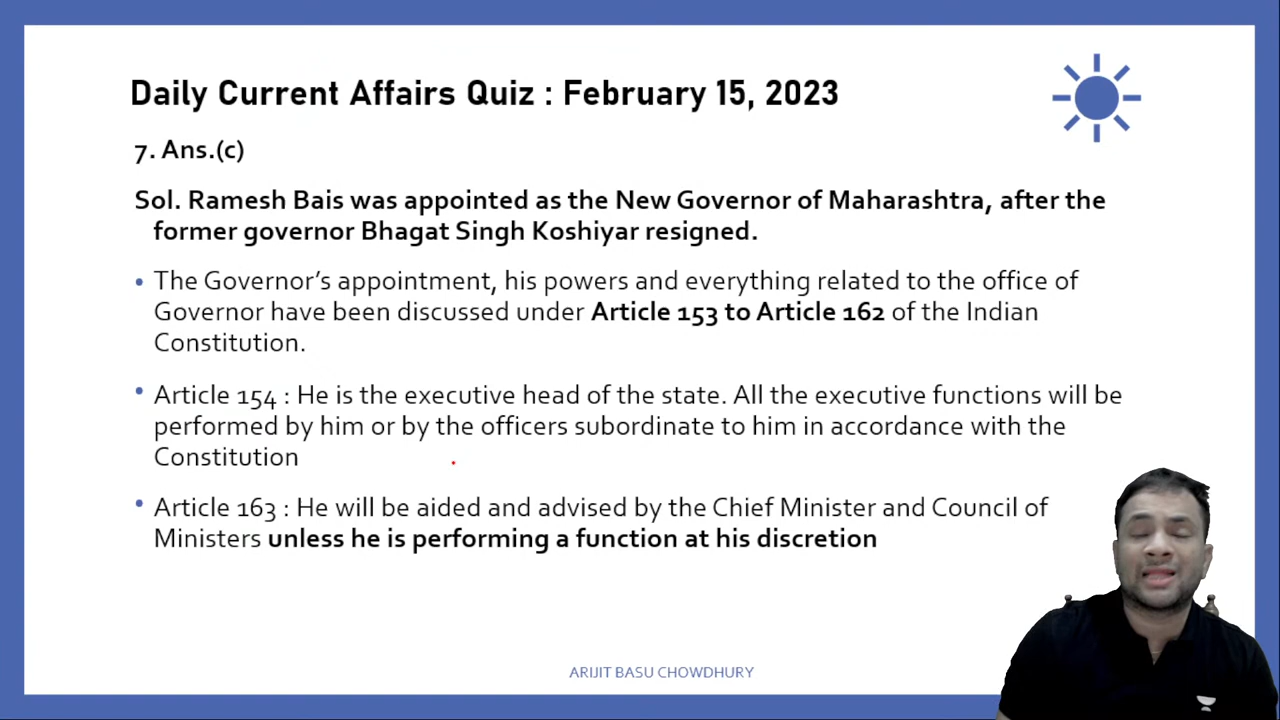 Daily Current Affairs Quiz : February 15, 2023
7. Ans.(c)
Sol. Ramesh Bais was appointed as the New Governor of Maharashtra, after the
former governor Bhagat Singh Koshiyar resigned.
• The Governor’s appointment, his powers and everything related to the office of
Governor have been discussed under Article 153 to Article 162 of the Indian
Constitution.
• Article 154 : He is the executive head of the state. All the executive functions will be
performed by him or by the officers subordinate to him in accordance with the
Constitution
• Article 163 : He will be aided and advised by the Chief Minister and Council of
Ministers unless he is performing a function at his discretion
ARIJIT BASU CHOWDHURY